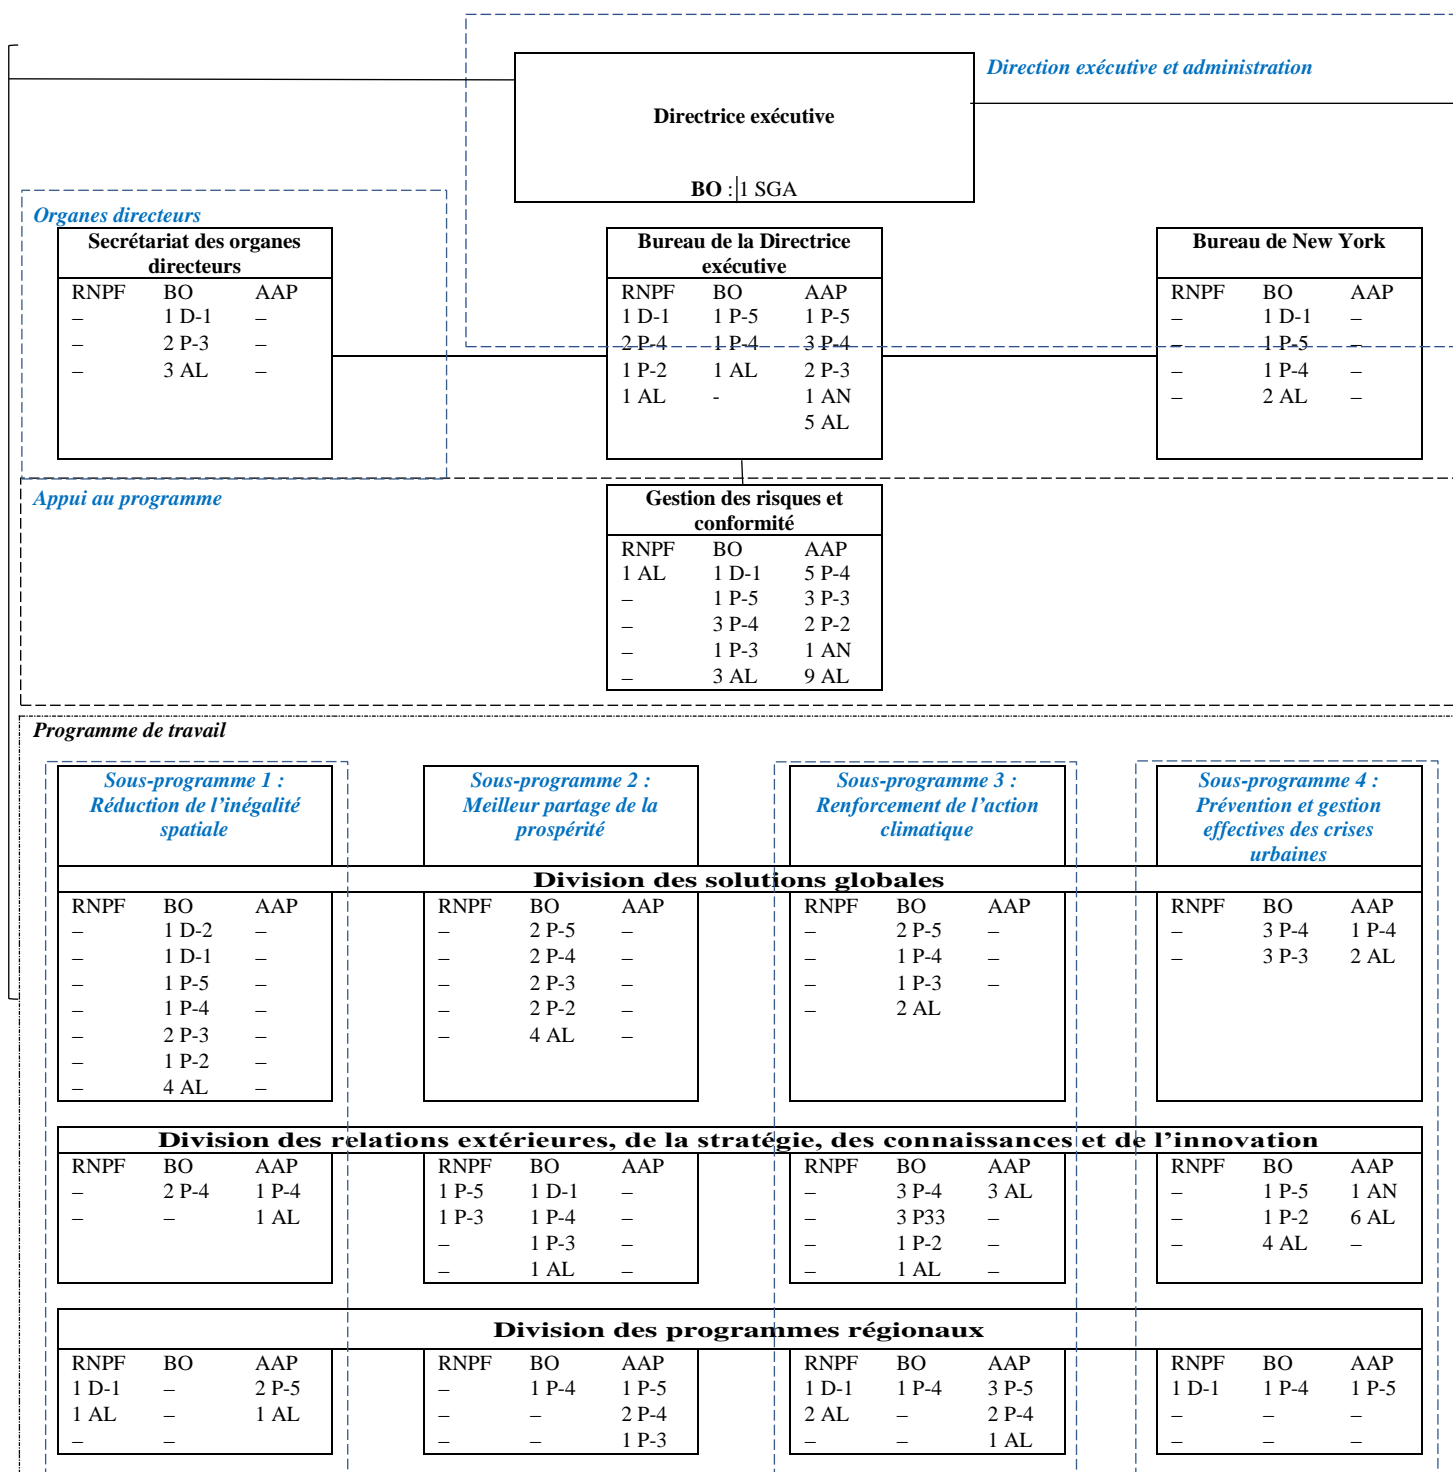 Direction exécutive et administration
Directrice exécutive
BO : 1 SGA
Organes directeurs
Secrétariat des organes
directeurs
RNPF BO AAP
– 1 D-1 –
– 2 P-3 –
– 3 AL –
Bureau de la Directrice
exécutive
RNPF BO AAP
1 D-1 1 P-5 1 P-5
2 P-4 1 P-4 3 P-4
1 P-2 1 AL 2 P-3
1 AL - 1 AN
5 AL
Bureau de New York
RNPF BO AAP
– 1 D-1 –
– 1 P-5 –
– 1 P-4 –
– 2 AL –
Appui au programme
Gestion des risques et
conformité
RNPF BO AAP
1 AL 1 D-1 5 P-4
– 1 P-5 3 P-3
– 3 P-4 2 P-2
– 1 P-3 1 AN
– 3 AL 9 AL
Programme de travail
Sous-programme 1 :
Réduction de l’inégalité
spatiale
Sous-programme 2 :
Meilleur partage de la
prospérité
Sous-programme 3 :
Renforcement de l’action
climatique
Sous-programme 4 :
Prévention et gestion
effectives des crises
urbaines
Division des solutions globales
RNPF BO AAP
– 1 D-2 –
– 1 D-1 –
– 1 P-5 –
– 1 P-4 –
– 2 P-3 –
– 1 P-2 –
– 4 AL –
RNPF BO AAP
– 2 P-5 –
– 2 P-4 –
– 2 P-3 –
– 2 P-2 –
– 4 AL –
RNPF BO AAP
– 2 P-5 –
– 1 P-4 –
– 1 P-3 –
– 2 AL
RNPF BO AAP
– 3 P-4 1 P-4
– 3 P-3 2 AL
Division des relations extérieures, de la stratégie, des connaissances et de l’innovation
RNPF BO AAP
– 2 P-4 1 P-4
– – 1 AL
RNPF BO AAP
1 P-5 1 D-1 –
1 P-3 1 P-4 –
– 1 P-3 –
– 1 AL –
RNPF BO AAP
– 3 P-4 3 AL
– 3 P33 –
– 1 P-2 –
– 1 AL –
RNPF BO AAP
– 1 P-5 1 AN
– 1 P-2 6 AL
– 4 AL –
Division des programmes régionaux
RNPF BO AAP
1 D-1 – 2 P-5
1 AL – 1 AL
– –
RNPF BO AAP
– 1 P-4 1 P-5
– – 2 P-4
– – 1 P-3
RNPF BO AAP
1 D-1 1 P-4 3 P-5
2 AL – 2 P-4
– – 1 AL
RNPF BO AAP
1 D-1 1 P-4 1 P-5
– – –
– – –